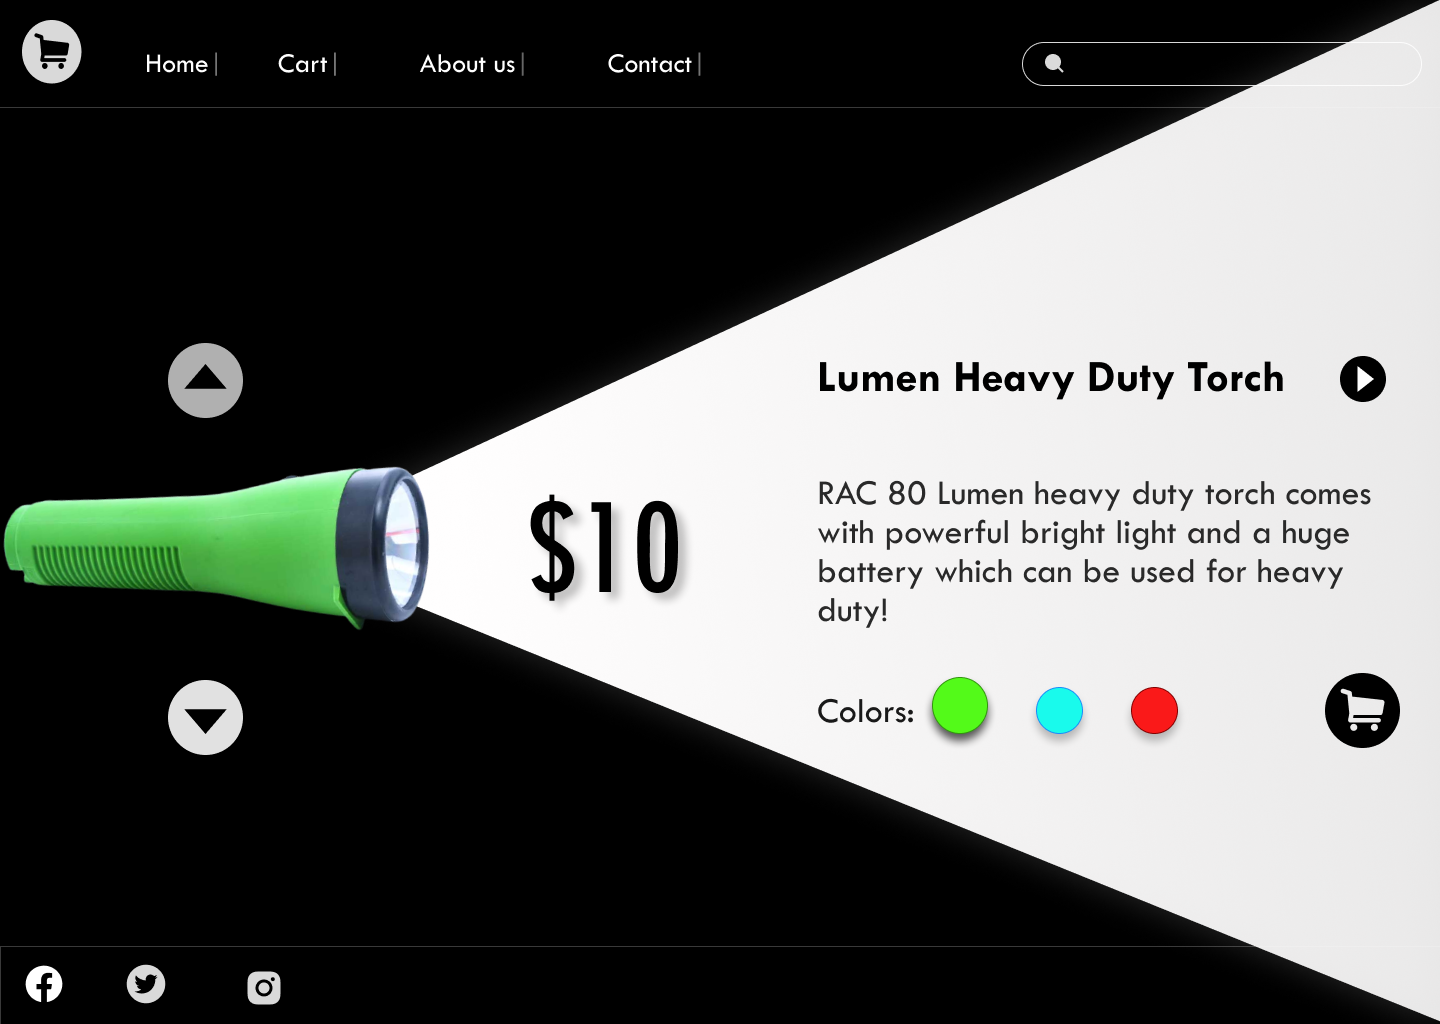 Home
Cart
About us
Contact
Lumen Heavy Duty Torch
$10
RAC 80 Lumen heavy duty torch comes
with powerful bright light and a huge
battery which can be used for heavy
duty!
Colors: